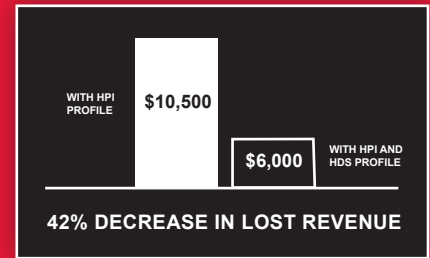 WITH HPI
PROFILE
$10,500
$6,000
WITH HPI AND
HDS PROFILE
42% DECREASE IN LOST REVENUE